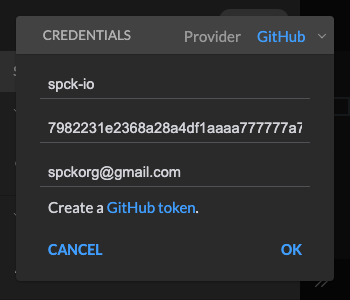 CREDENTIALS Provider GitHub
spck-io
7982231e2368a28a4df1aaaa777777a7
spckorg@gmail.com
Create a GitHub token.
CANCEL OK